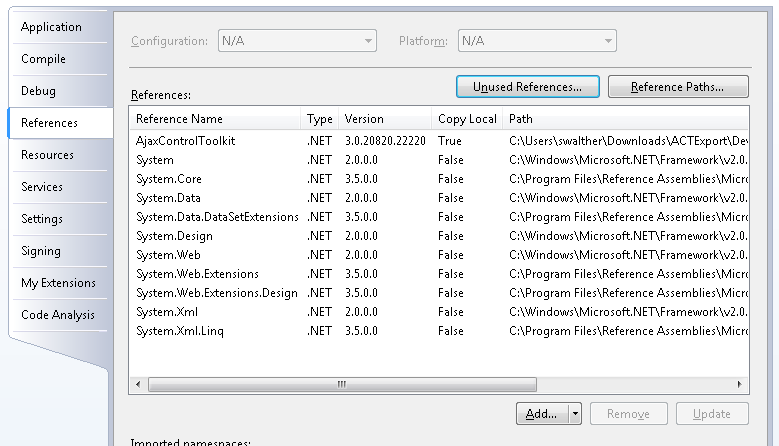 Application
Compile
Debug
References
Resources
Services
Settings
Signing
My Extensions
Code Analysis
Configuration: N/A Platform: N/A
Unused References... Reference Paths...
References:
Reference Name Type Version Copy Local Path
AjaxControlToolkit .NET 3.0.20820.22220 True C:\Users\swalther\Downloads\ACTExport\Dev
System .NET 2.0.0.0 False C:\Windows\Microsoft.NET\Framework\v2.0.
System.Core .NET 3.5.0.0 False C:\Program Files\Reference Assemblies\Micro
System.Data .NET 2.0.0.0 False C:\Windows\Microsoft.NET\Framework\v2.0.
System.Data.DataSetExtensions .NET 3.5.0.0 False C:\Program Files\Reference Assemblies\Micro
System.Design .NET 2.0.0.0 False C:\Windows\Microsoft.NET\Framework\v2.0.
System.Web .NET 2.0.0.0 False C:\Windows\Microsoft.NET\Framework\v2.0.
System.Web.Extensions .NET 3.5.0.0 False C:\Program Files\Reference Assemblies\Micro
System.Web.Extensions.Design .NET 3.5.0.0 False C:\Program Files\Reference Assemblies\Micro
System.Xml .NET 2.0.0.0 False C:\Windows\Microsoft.NET\Framework\v2.0.
System.Xml.Linq .NET 3.5.0.0 False C:\Program Files\Reference Assemblies\Micro
Add... Remove Update
Imported namespaces: